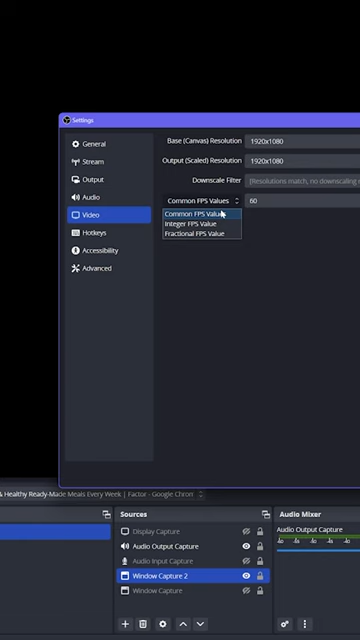 Settings
General
Stream
Output
Audio
Video
Hotkeys
Accessibility
Advanced
Base (Canvas) Resolution 1920x1080
Output (Scaled) Resolution 1920x1080
Downscale Filter [Resolutions match, no downscaling
Common FPS Values 60
Common FPS Values
Integer FPS Value
Fractional FPS Value
& Healthy Ready-Made Meals Every Week | Factor - Google Chrom
Sources
Display Capture
Audio Output Capture
Audio Input Capture
Window Capture 2
Window Capture
Audio Mixer
Audio Output Capture